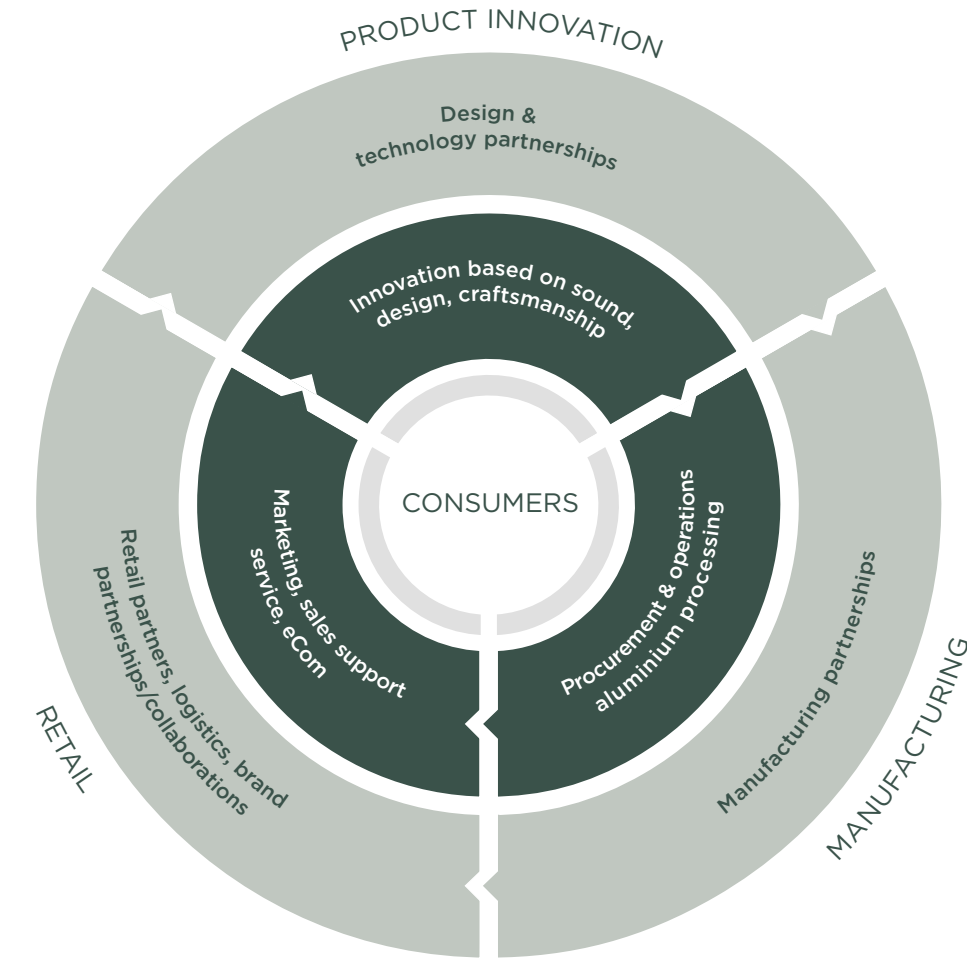 PRODUCT INNOVATION
Design &
technology partnerships
Innovation based on sound,
design, craftsmanship
CONSUMERS
Marketing, sales support
service, eCom
Procurement & operations
aluminium processing
Retail partners, logistics, brand
partnerships/collaborations
Manufacturing partnerships
RETAIL
MANUFACTURING